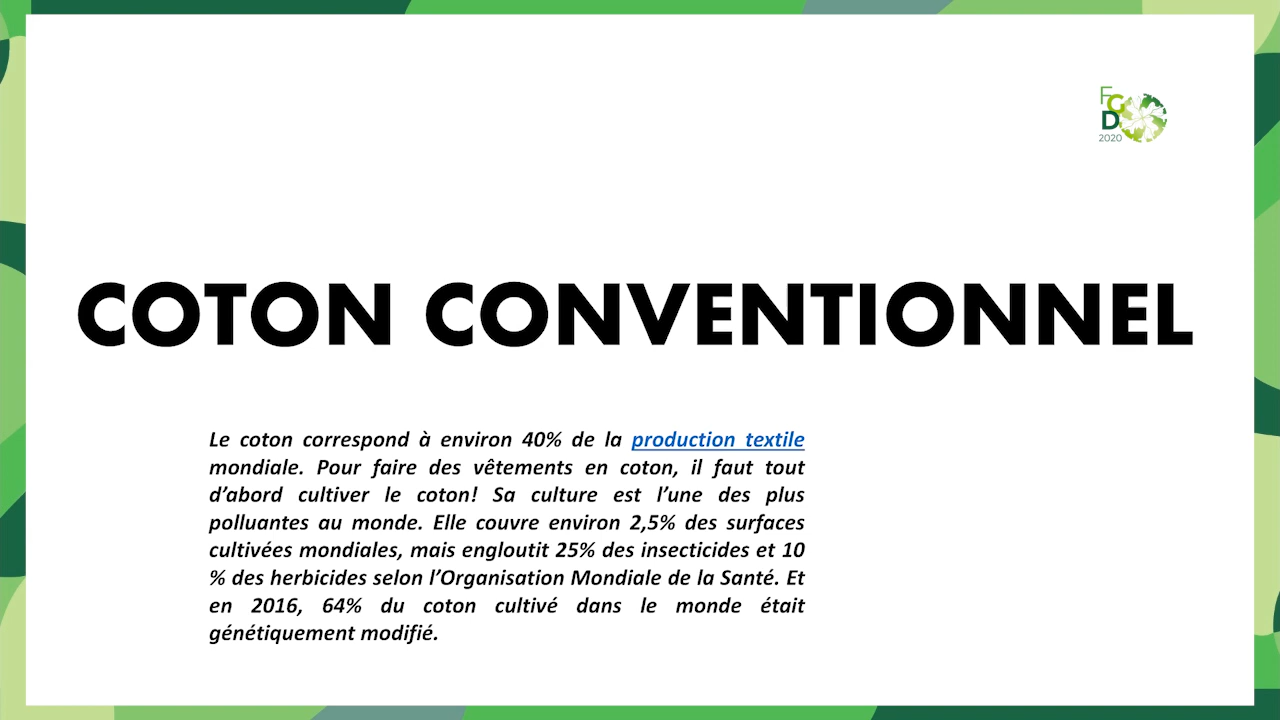 F
G
D
2020
COTON CONVENTIONNEL
Le coton correspond à environ 40% de la production textile
mondiale. Pour faire des vêtements en coton, il faut tout
d’abord cultiver le coton! Sa culture est l’une des plus
polluantes au monde. Elle couvre environ 2,5% des surfaces
cultivées mondiales, mais engloutit 25% des insecticides et 10
% des herbicides selon l’Organisation Mondiale de la Santé. Et
en 2016, 64% du coton cultivé dans le monde était
génétiquement modifié.